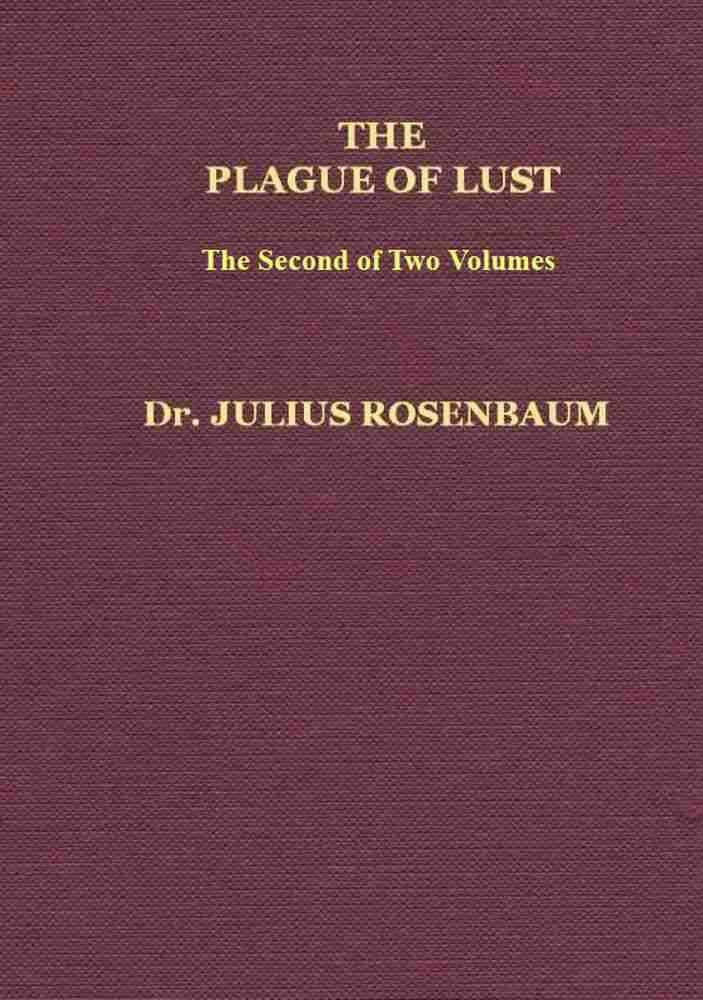 THE
PLAGUE OF LUST
The Second of Two Volumes
Dr. JULIUS ROSENBAUM